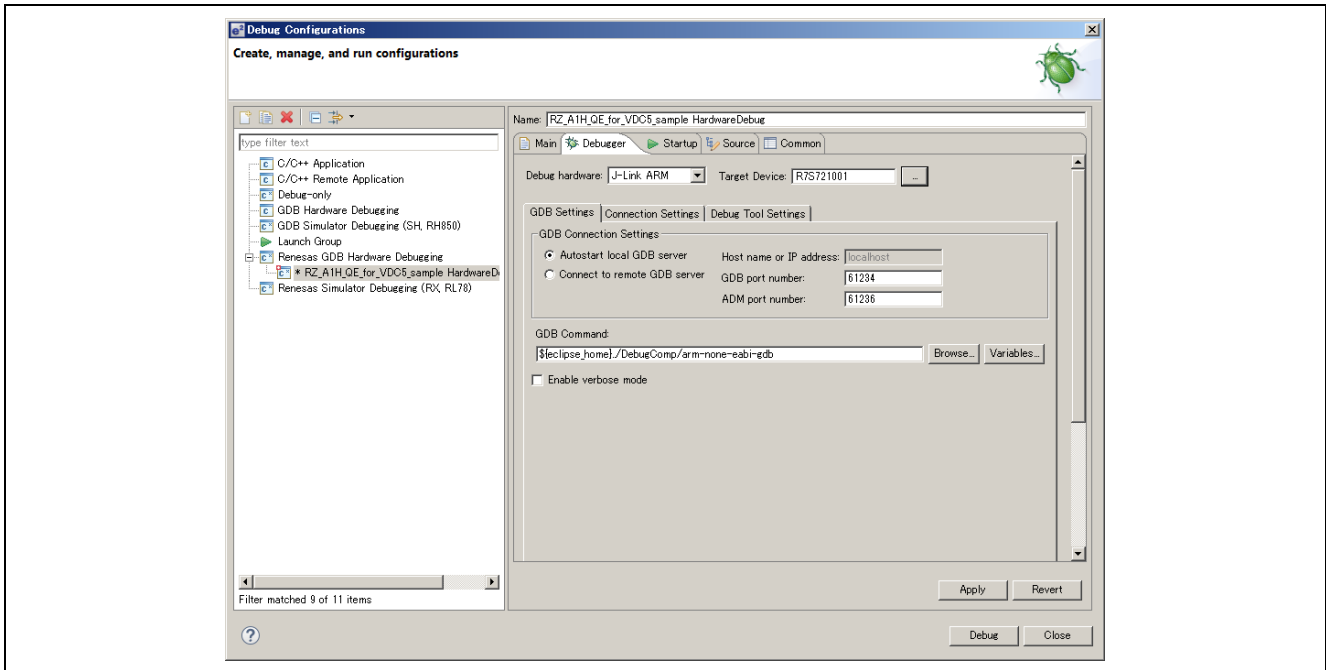 e² Debug Configurations
Create, manage, and run configurations
type filter text
C/C++ Application
C/C++ Remote Application
Debug-only
GDB Hardware Debugging
GDB Simulator Debugging (SH, RH850)
Launch Group
Renesas GDB Hardware Debugging
* RZ_A1H_QE_for_VDC5_sample HardwareD
Renesas Simulator Debugging (RX, RL78)
Filter matched 9 of 11 items
Name: RZ_A1H_QE_for_VDC5_sample HardwareDebug
Main Debugger Startup Source Common
Debug hardware: J-Link ARM Target Device: R7S721001 ...
GDB Settings Connection Settings Debug Tool Settings
GDB Connection Settings
Autostart local GDB server Host name or IP address: localhost
Connect to remote GDB server GDB port number: 61234
ADM port number: 61236
GDB Command:
${eclipse_home}./DebugComp/arm-none-eabi-gdb Browse... Variables...
Enable verbose mode
Apply Revert
? Debug Close